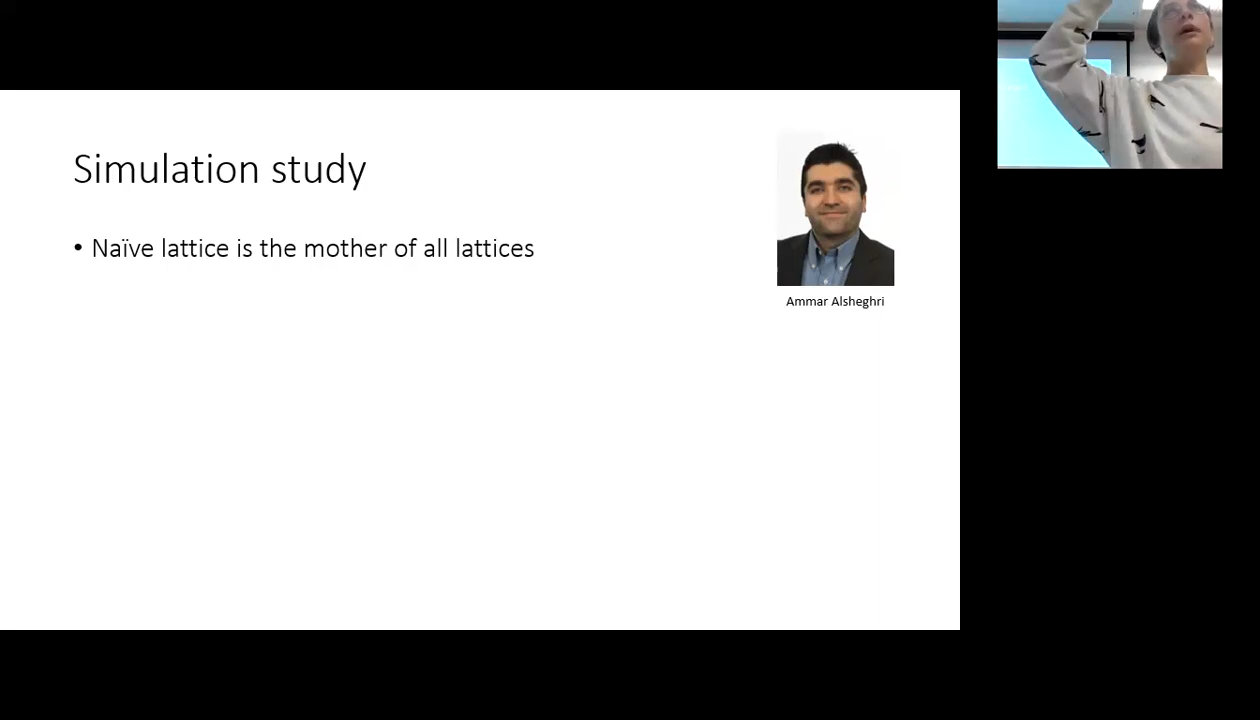 Simulation study
• Naïve lattice is the mother of all lattices
Ammar Alsheghri